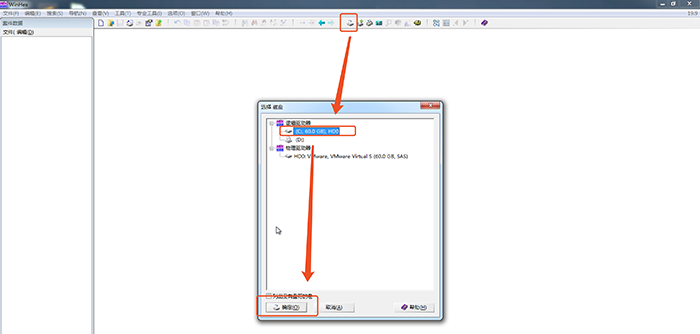 WinHex
文件(F) 编辑(E) 搜索(S) 导航(N) 查看(V) 工具(T) 专业工具(I) 选项(O) 窗口(W) 帮助(H)
19.9
案件数据
文件(L) 编辑(D)
选择 磁盘
逻辑驱动器
(C:, 60.0 GB), HDD
(D:)
物理驱动器
HD0: VMware, VMware Virtual S (60.0 GB, SAS)
确定(O)
取消(A)
帮助(H)